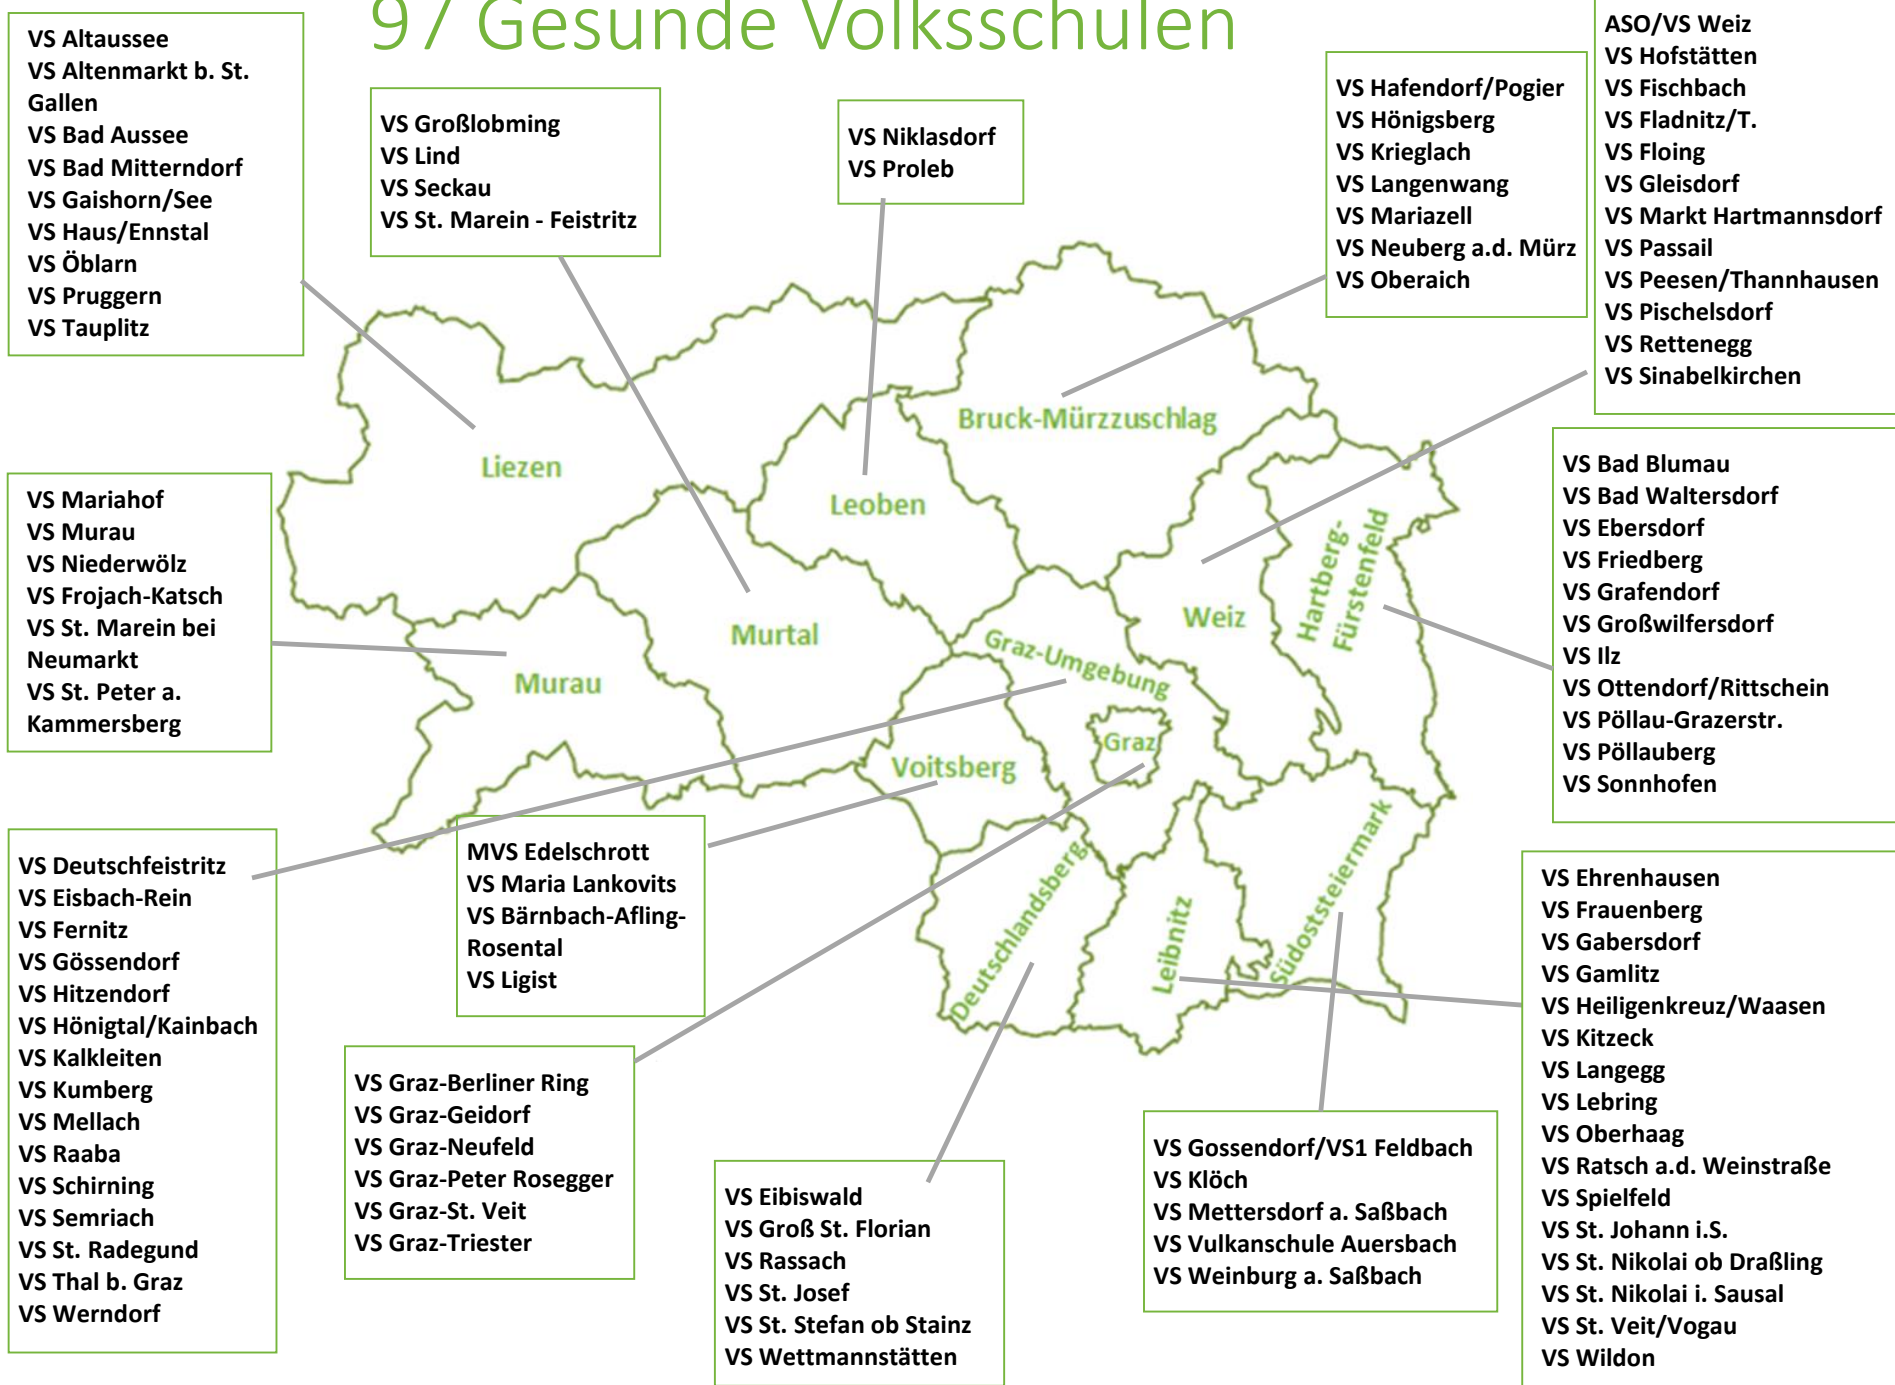 97 Gesunde Volksschulen
VS Altaussee
VS Altenmarkt b. St.
Gallen
VS Bad Aussee
VS Bad Mitterndorf
VS Gaishorn/See
VS Haus/Ennstal
VS Öblarn
VS Pruggern
VS Tauplitz
VS Großlobming
VS Lind
VS Seckau
VS St. Marein - Feistritz
VS Niklasdorf
VS Proleb
VS Hafendorf/Pogier
VS Hönigsberg
VS Krieglach
VS Langenwang
VS Mariazell
VS Neuberg a.d. Mürz
VS Oberaich
ASO/VS Weiz
VS Hofstätten
VS Fischbach
VS Fladnitz/T.
VS Floing
VS Gleisdorf
VS Markt Hartmannsdorf
VS Passail
VS Peesen/Thannhausen
VS Pischelsdorf
VS Rettenegg
VS Sinabelkirchen
Liezen
Leoben
Bruck-Mürzzuschlag
Murau
Murtal
Graz-Umgebung
Graz
Weiz
Hartberg-
Fürstenfeld
Voitsberg
Deutschlandsberg
Leibnitz
Südoststeiermark
VS Mariahof
VS Murau
VS Niederwölz
VS Frojach-Katsch
VS St. Marein bei
Neumarkt
VS St. Peter a.
Kammersberg
VS Bad Blumau
VS Bad Waltersdorf
VS Ebersdorf
VS Friedberg
VS Grafendorf
VS Großwilfersdorf
VS Ilz
VS Ottendorf/Rittschein
VS Pöllau-Grazerstr.
VS Pöllauberg
VS Sonnhofen
VS Deutschfeistritz
VS Eisbach-Rein
VS Fernitz
VS Gössendorf
VS Hitzendorf
VS Hönigtal/Kainbach
VS Kalkleiten
VS Kumberg
VS Mellach
VS Raaba
VS Schirning
VS Semriach
VS St. Radegund
VS Thal b. Graz
VS Werndorf
MVS Edelschrott
VS Maria Lankovits
VS Bärnbach-Afling-
Rosental
VS Ligist
VS Graz-Berliner Ring
VS Graz-Geidorf
VS Graz-Neufeld
VS Graz-Peter Rosegger
VS Graz-St. Veit
VS Graz-Triester
VS Eibiswald
VS Groß St. Florian
VS Rassach
VS St. Josef
VS St. Stefan ob Stainz
VS Wettmannstätten
VS Gossendorf/VS1 Feldbach
VS Klöch
VS Mettersdorf a. Saßbach
VS Vulkanschule Auersbach
VS Weinburg a. Saßbach
VS Ehrenhausen
VS Frauenberg
VS Gabersdorf
VS Gamlitz
VS Heiligenkreuz/Waasen
VS Kitzeck
VS Langegg
VS Lebring
VS Oberhaag
VS Ratsch a.d. Weinstraße
VS Spielfeld
VS St. Johann i.S.
VS St. Nikolai ob Draßling
VS St. Nikolai i. Sausal
VS St. Veit/Vogau
VS Wildon